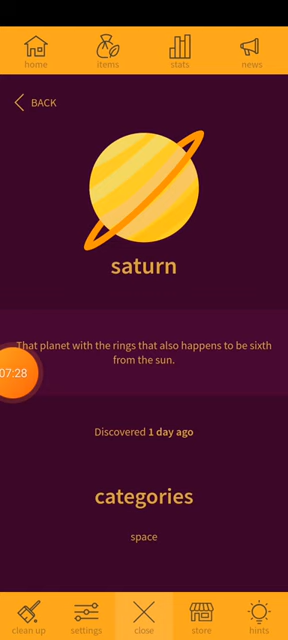 home items stats news
BACK
saturn
That planet with the rings that also happens to be sixth
from the sun.
07:28
Discovered 1 day ago
categories
space
clean up settings close store hints